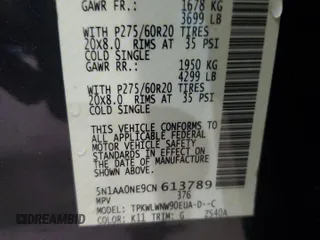 GAWR FR.: 1678 KG
3699 LB
WITH P275/60R20 TIRES
20X8.0 RIMS AT 35 PSI
COLD SINGLE
GAWR RR.: 1950 KG
4299 LB
WITH P275/60R20 TIRES
20X8.0 RIMS AT 35 PSI
COLD SINGLE
THIS VEHICLE CONFORMS TO
ALL APPLICABLE FEDERAL
MOTOR VEHICLE SAFETY
STANDARDS IN EFFECT ON
THE DATE OF MANUFACTURE
SHOWN ABOVE.
5N1AA0NE9CN 613789
MPV 376
MODEL: TPKWLWNW90EUA-D--C
COLOR: K11 TRIM: G ZS40A